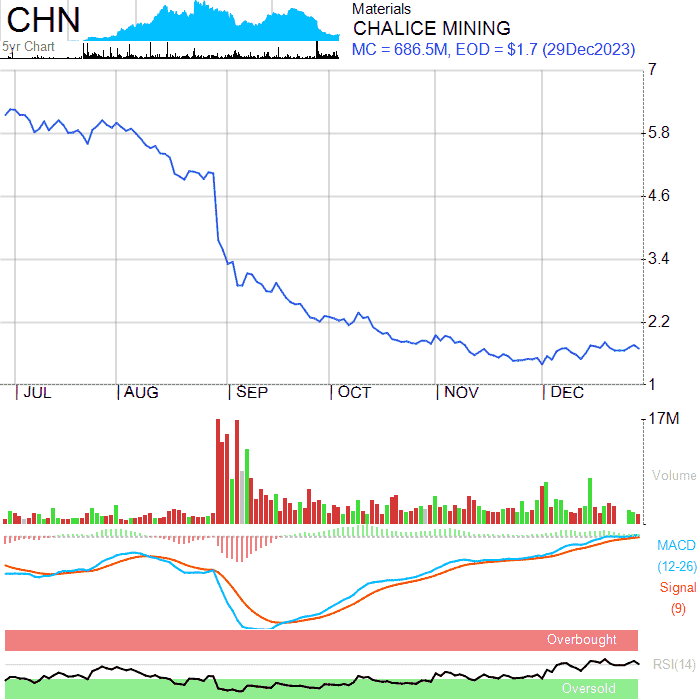 CHN
5yr Chart
Materials
CHALICE MINING
MC = 686.5M, EOD = $1.7 (29Dec2023)
7
5.8
4.6
3.4
2.2
1
JUL AUG SEP OCT NOV DEC
17M
Volume
MACD
(12-26)
Signal
(9)
Overbought
RSI(14)
Oversold